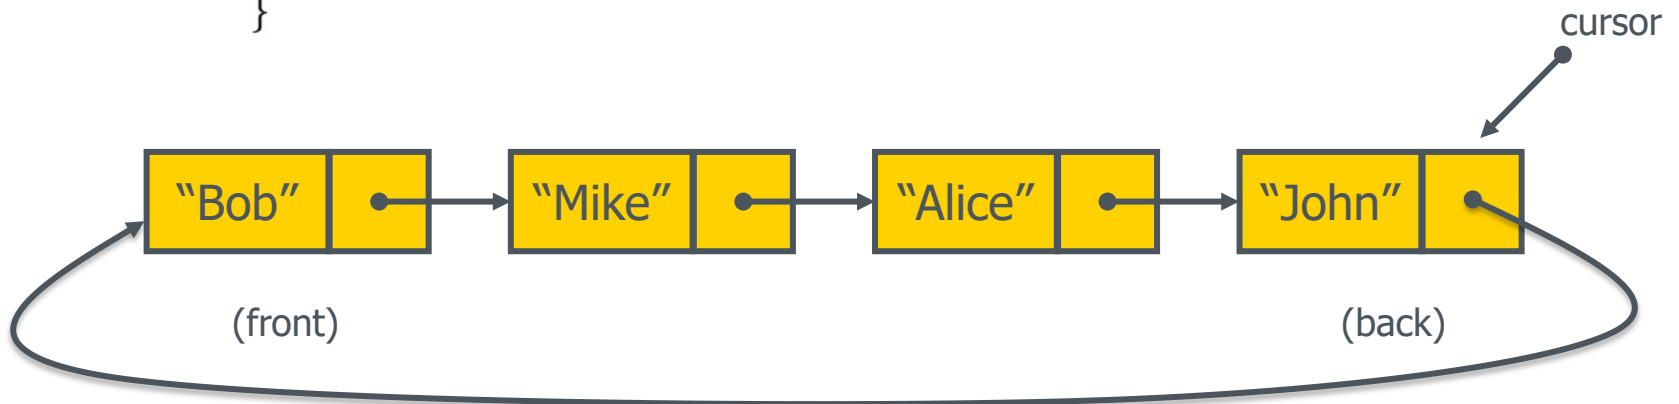 }
cursor
“Bob” “Mike” “Alice” “John”
(front) (back)